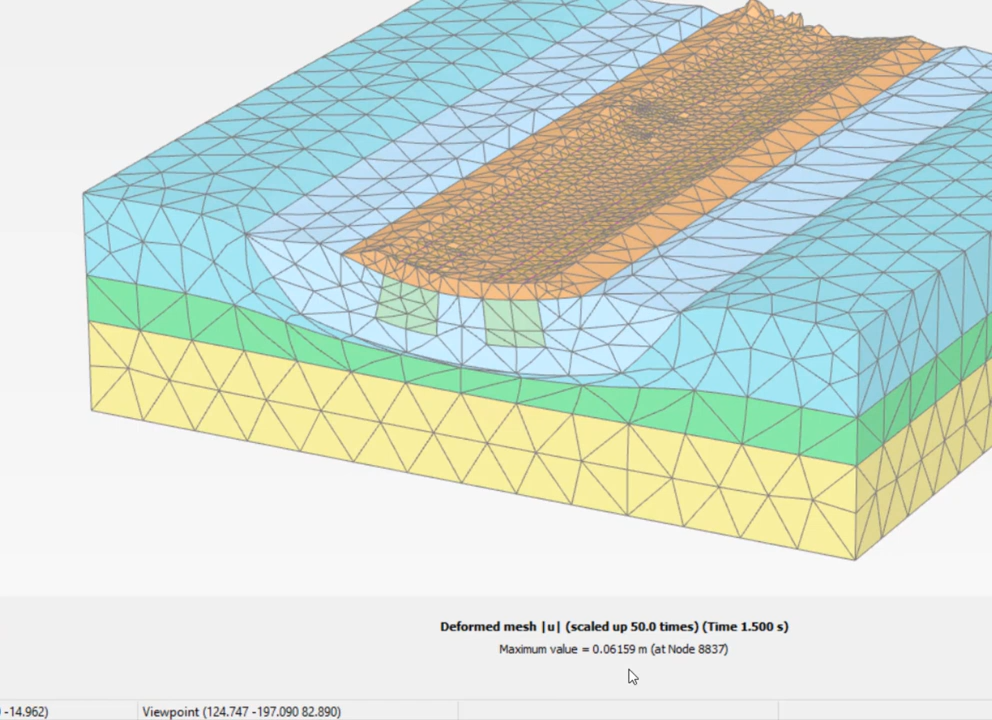 Deformed mesh |u| (scaled up 50.0 times) (Time 1.500 s)
Maximum value = 0.06159 m (at Node 8837)
-14.962)
Viewpoint (124.747 -197.090 82.890)